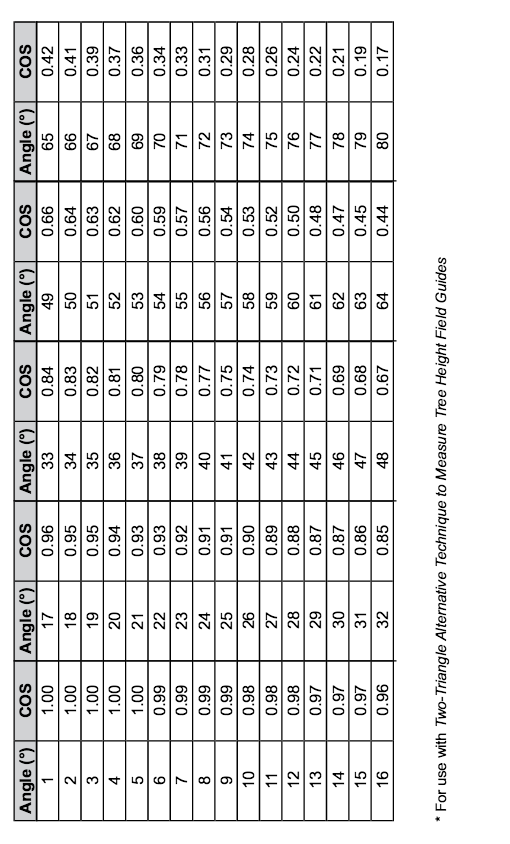 Angle (°) COS Angle (°) COS Angle (°) COS Angle (°) COS Angle (°) COS
1 1.00 17 0.96 33 0.84 49 0.66 65 0.42
2 1.00 18 0.95 34 0.83 50 0.64 66 0.41
3 1.00 19 0.95 35 0.82 51 0.63 67 0.39
4 1.00 20 0.94 36 0.81 52 0.62 68 0.37
5 1.00 21 0.93 37 0.80 53 0.60 69 0.36
6 0.99 22 0.93 38 0.79 54 0.59 70 0.34
7 0.99 23 0.92 39 0.78 55 0.57 71 0.33
8 0.99 24 0.91 40 0.77 56 0.56 72 0.31
9 0.99 25 0.91 41 0.75 57 0.54 73 0.29
10 0.98 26 0.90 42 0.74 58 0.53 74 0.28
11 0.98 27 0.89 43 0.73 59 0.52 75 0.26
12 0.98 28 0.88 44 0.72 60 0.50 76 0.24
13 0.97 29 0.87 45 0.71 61 0.48 77 0.22
14 0.97 30 0.87 46 0.69 62 0.47 78 0.21
15 0.97 31 0.86 47 0.68 63 0.45 79 0.19
16 0.96 32 0.85 48 0.67 64 0.44 80 0.17
* For use with Two-Triangle Alternative Technique to Measure Tree Height Field Guides